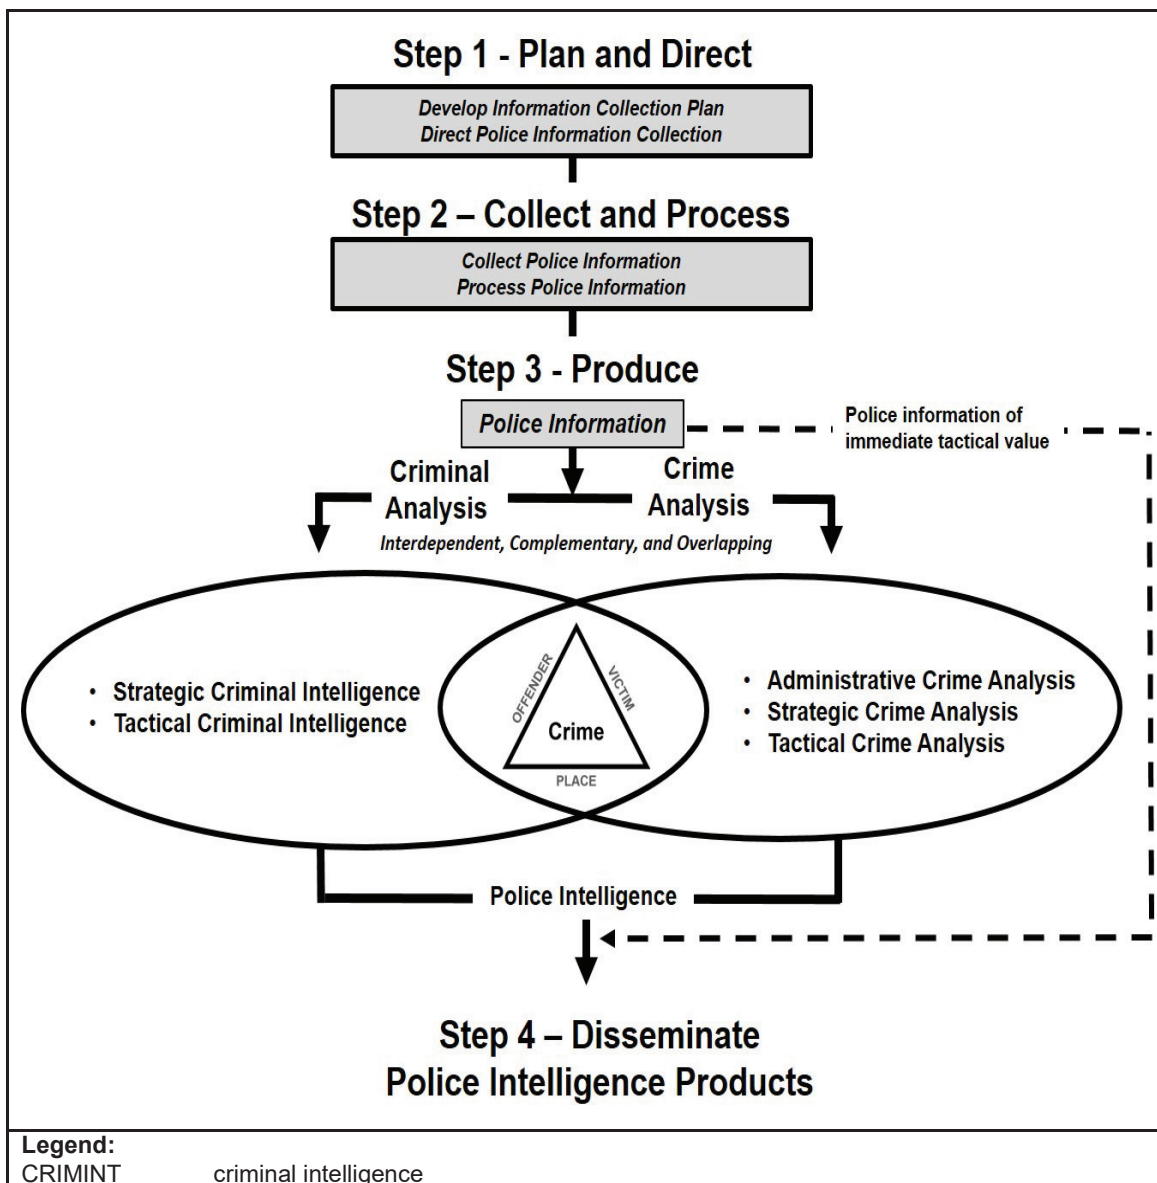 Step 1 - Plan and Direct
Develop Information Collection Plan
Direct Police Information Collection
Step 2 – Collect and Process
Collect Police Information
Process Police Information
Step 3 - Produce
Police Information
Police information of
immediate tactical value
Criminal
Analysis
Crime
Analysis
Interdependent, Complementary, and Overlapping
• Strategic Criminal Intelligence
• Tactical Criminal Intelligence
OFFENDER
VICTIM
Crime
PLACE
• Administrative Crime Analysis
• Strategic Crime Analysis
• Tactical Crime Analysis
Police Intelligence
Step 4 – Disseminate
Police Intelligence Products
Legend:
CRIMINT criminal intelligence